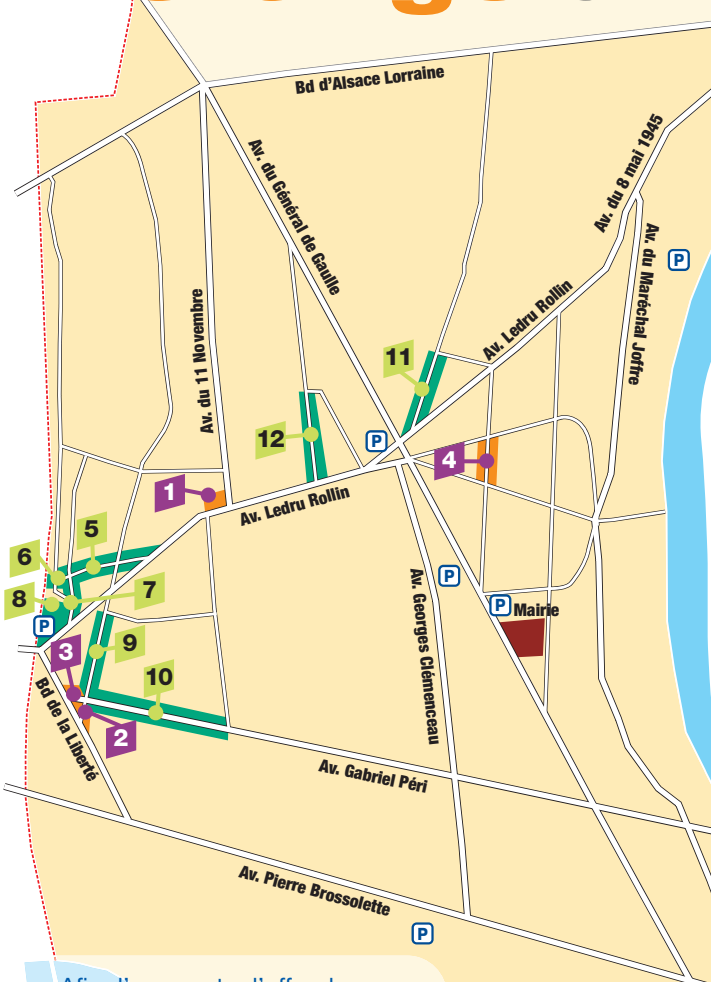 Bd d'Alsace Lorraine
Av. du 8 mai 1945
Av. du Général de Gaulle
Av. du Maréchal Joffre
P
Av. du 11 Novembre
Av. Ledru Rollin
11
12
P
4
1
Av. Ledru Rollin
5
6
8
7
P
P
P
Mairie
Av. Georges Clémenceau
9
3
10
2
Bd de la Liberté
Av. Gabriel Péri
Av. Pierre Brossolette
P